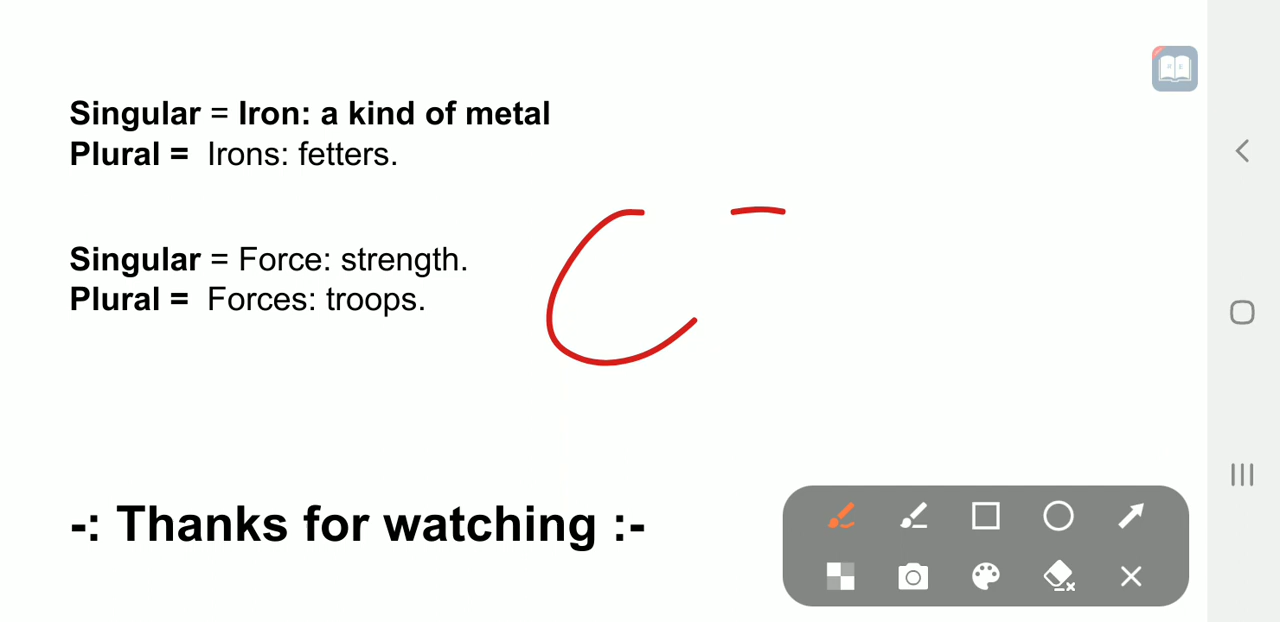 Singular = Iron: a kind of metal
Plural = Irons: fetters.
Singular = Force: strength.
Plural = Forces: troops.
-: Thanks for watching :-